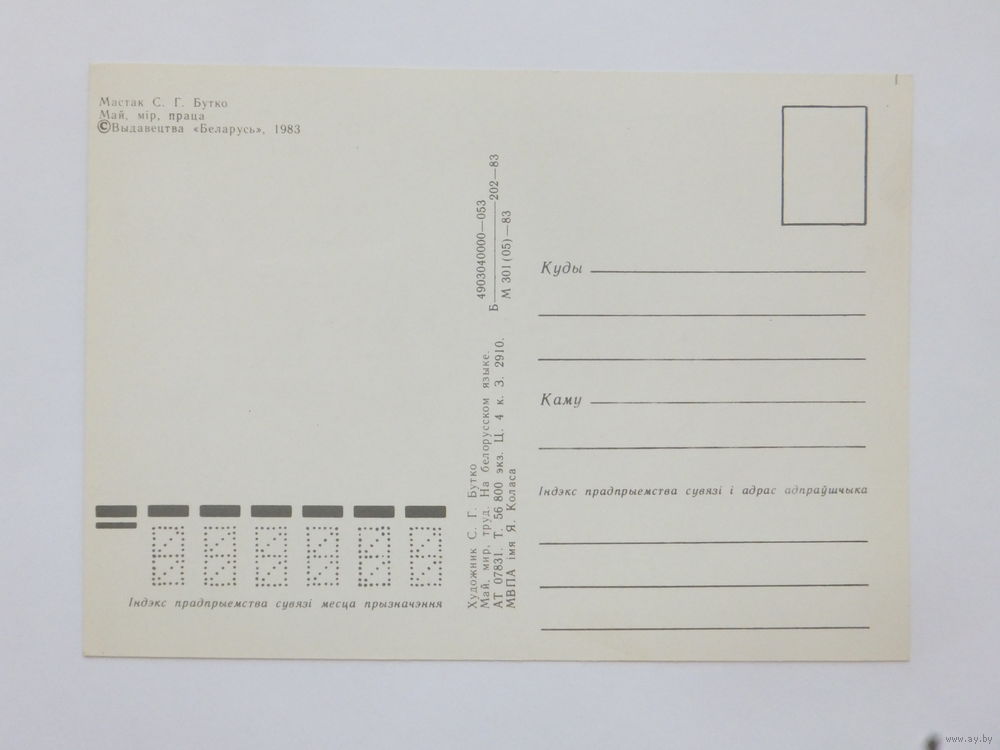 Мастак С. Г. Бутко
Май, мір, праца
©Выдавецтва «Беларусь», 1983
4903040000—053
Б————202—83
М 301(05)—83
Художник С. Г. Бутко
Май, мир, труд. На белорусском языке.
АТ 07831. Т. 56 800 экз. Ц. 4 к. З. 2910.
МВПА імя Я. Коласа
Куды
Каму
Індэкс прадпрыемства сувязі і адрас адпраўшчыка
Індэкс прадпрыемства сувязі месца прызначэння
www.ay.by